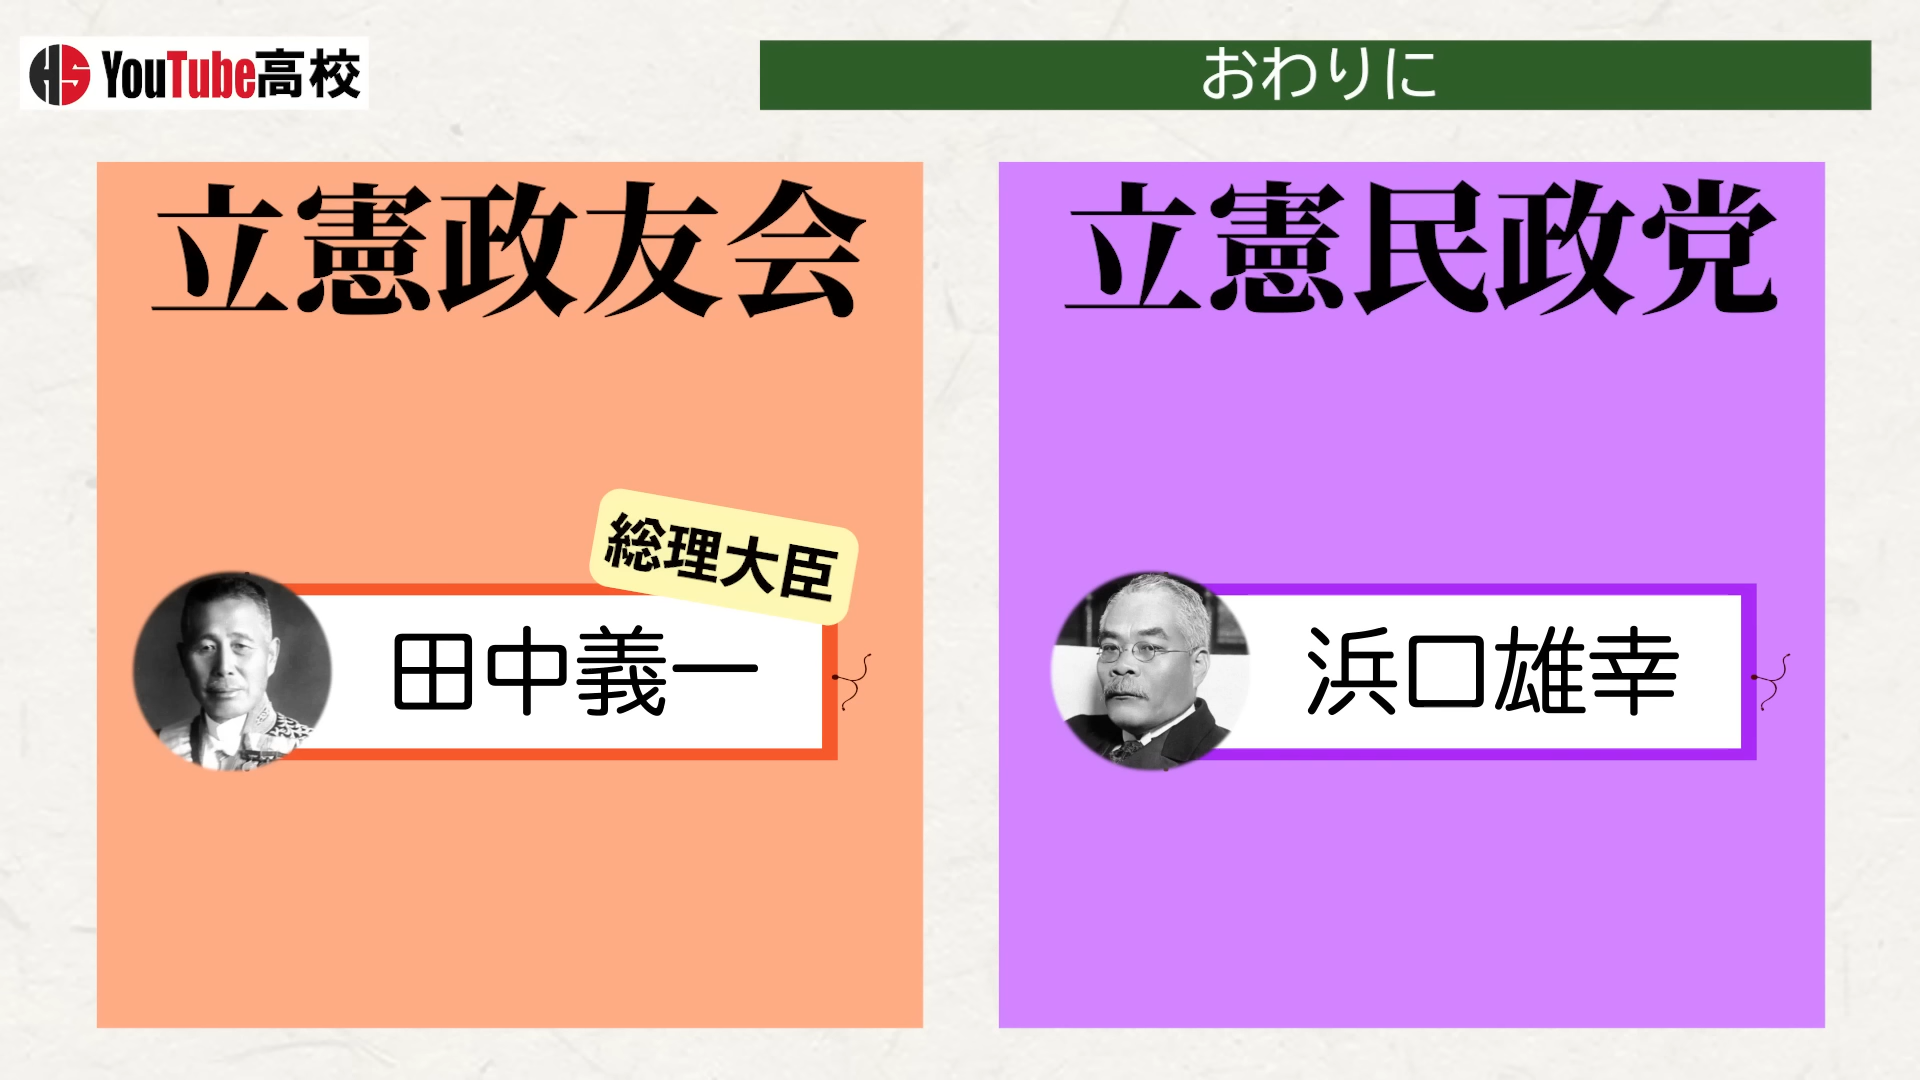 YouTube高校
おわりに
立憲政友会
総理大臣
田中義一
立憲民政党
浜口雄幸